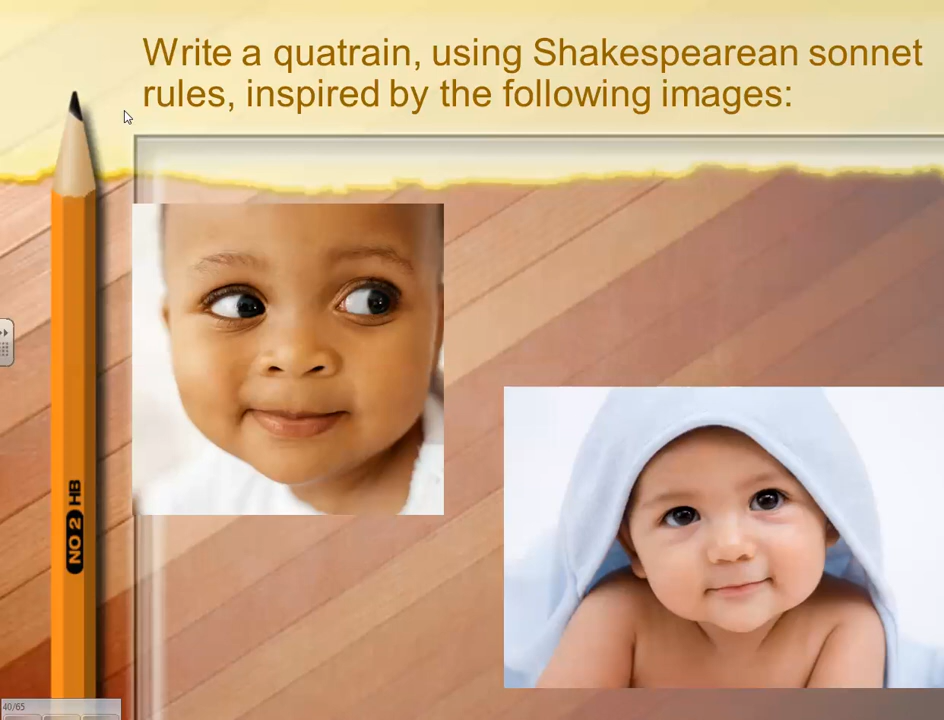 Write a quatrain, using Shakespearean sonnet
rules, inspired by the following images:
NO 2 HB
40/65